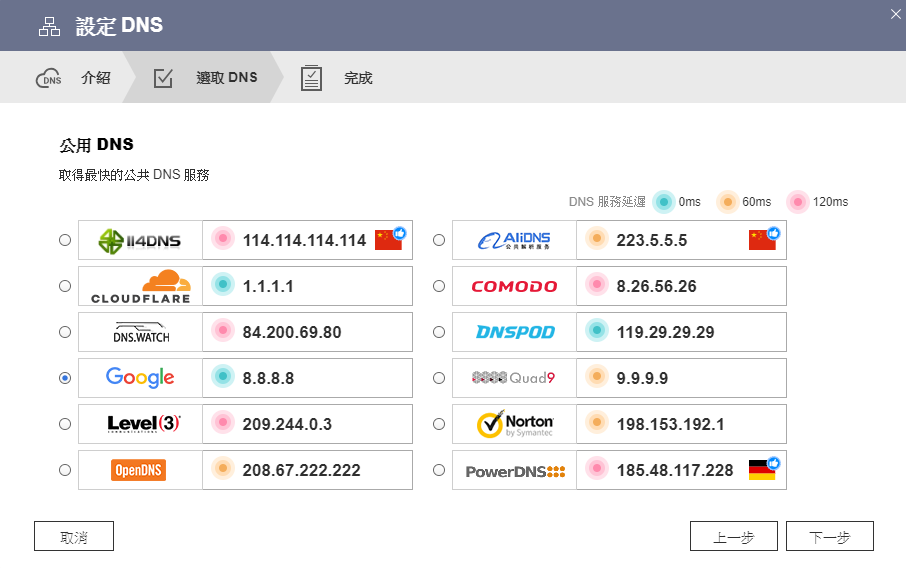 設定 DNS
DNS 介紹
選取 DNS
完成
公用 DNS
取得最快的公共 DNS 服務
DNS 服務延遲 0ms 60ms 120ms
114DNS 114.114.114.114
AliDNS 公共解析服务 223.5.5.5
CLOUDFLARE 1.1.1.1
COMODO 8.26.56.26
DNS.WATCH 84.200.69.80
DNSPOD 119.29.29.29
Google 8.8.8.8
Quad9 9.9.9.9
Level(3) COMMUNICATIONS 209.244.0.3
Norton by Symantec 198.153.192.1
OpenDNS 208.67.222.222
PowerDNS 185.48.117.228
取消
上一步
下一步